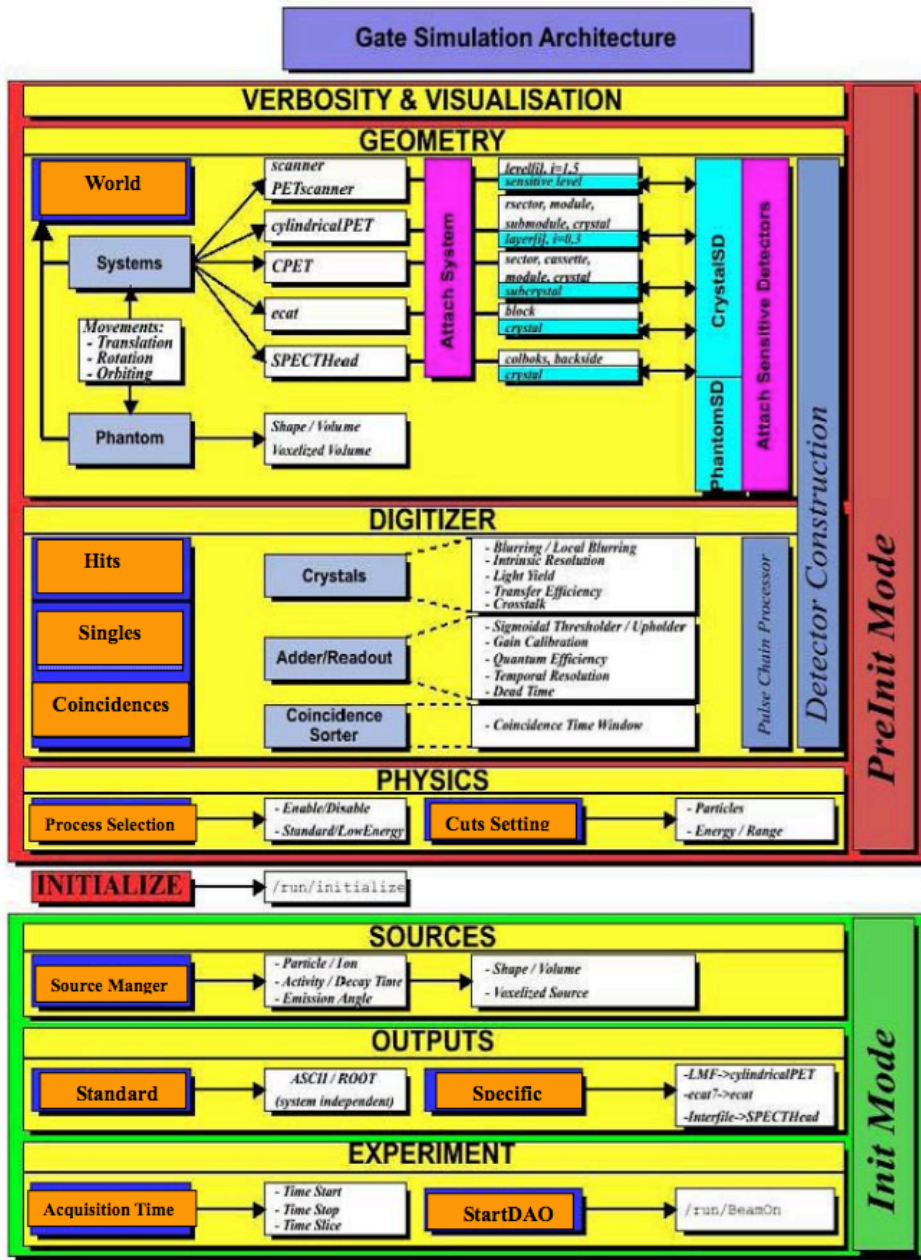 Gate Simulation Architecture
VERBOSITY & VISUALISATION
GEOMETRY
World
Systems
Movements:
- Translation
- Rotation
- Orbiting
Phantom
scanner
PETscanner
cylindricalPET
CPET
ecat
SPECTHead
Shape / Volume
Voxelized Volume
Attach System
level[i], i=1,5
sensitive level
rsector, module,
submodule, crystal
layer[i], i=0,3
sector, cassette,
module, crystal
subcrystal
block
crystal
colboks, backside
crystal
CrystalSD
PhantomSD
Attach Sensitive Detectors
Detector Construction
PreInit Mode
DIGITIZER
Hits
Singles
Coincidences
Crystals
- Blurring / Local Blurring
- Intrinsic Resolution
- Light Yield
- Transfer Efficiency
- Crosstalk
Adder/Readout
- Sigmoidal Thresholder / Upholder
- Gain Calibration
- Quantum Efficiency
- Temporal Resolution
- Dead Time
Coincidence
Sorter
- Coincidence Time Window
Pulse Chain Processor
PHYSICS
Process Selection
- Enable/Disable
- Standard/LowEnergy
Cuts Setting
- Particles
- Energy / Range
INITIALIZE
/run/initialize
SOURCES
Source Manger
- Particle / Ion
- Activity / Decay Time
- Emission Angle
- Shape / Volume
- Voxelized Source
OUTPUTS
Standard
ASCII / ROOT
(system independent)
Specific
-LMF->cylindricalPET
-ecat7->ecat
-Interfile->SPECTHead
EXPERIMENT
Acquisition Time
- Time Start
- Time Stop
- Time Slice
StartDAO
/run/BeamOn
Init Mode